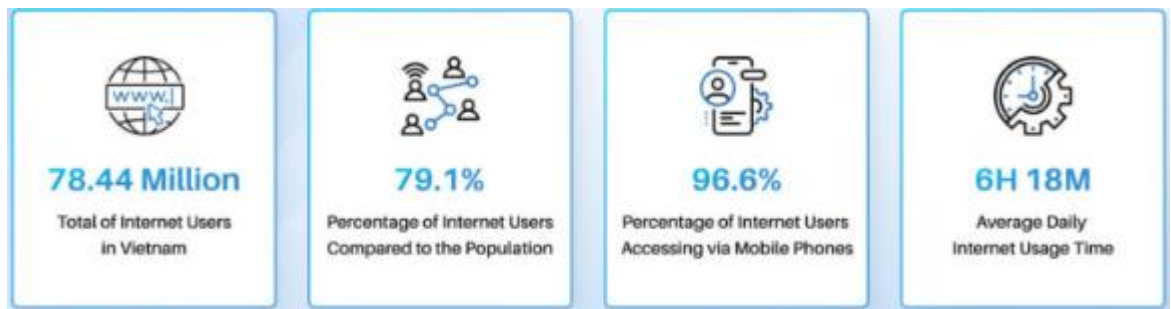 www.
78.44 Million
Total of Internet Users
in Vietnam
79.1%
Percentage of Internet Users
Compared to the Population
96.6%
Percentage of Internet Users
Accessing via Mobile Phones
6H 18M
Average Daily
Internet Usage Time